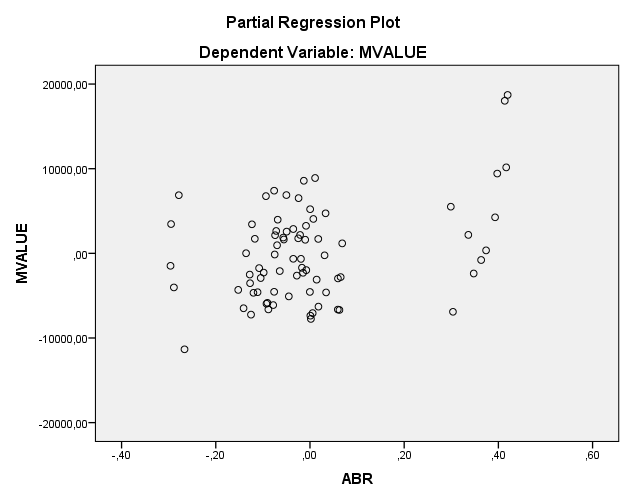 Partial Regression Plot
Dependent Variable: MVALUE
MVALUE
20000,00
10000,00
,00
-10000,00
-20000,00
-,40
-,20
,00
,20
,40
,60
ABR